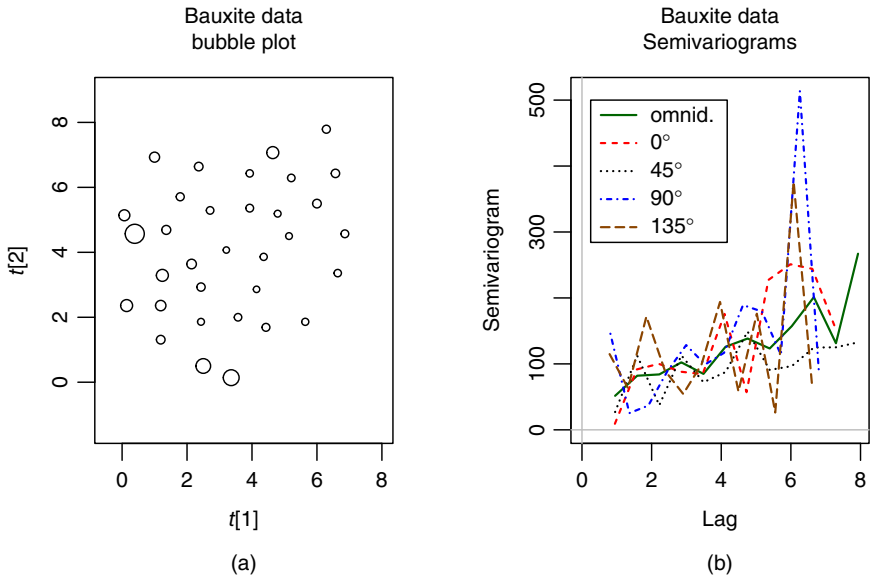 Bauxite data
bubble plot
t[2]
8
6
4
2
0
0 2 4 6 8
t[1]
(a)
Bauxite data
Semivariograms
Semivariogram
500
300
100
0
omnid.
0°
45°
90°
135°
0 2 4 6 8
Lag
(b)